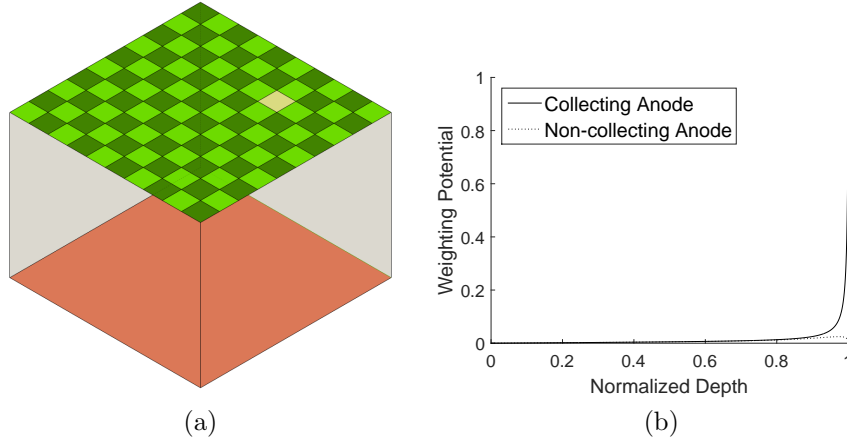 1
Collecting Anode
Non-collecting Anode
0.8
0.6
0.4
0.2
0
Weighting Potential
0 0.2 0.4 0.6 0.8 1
Normalized Depth
(a) (b)